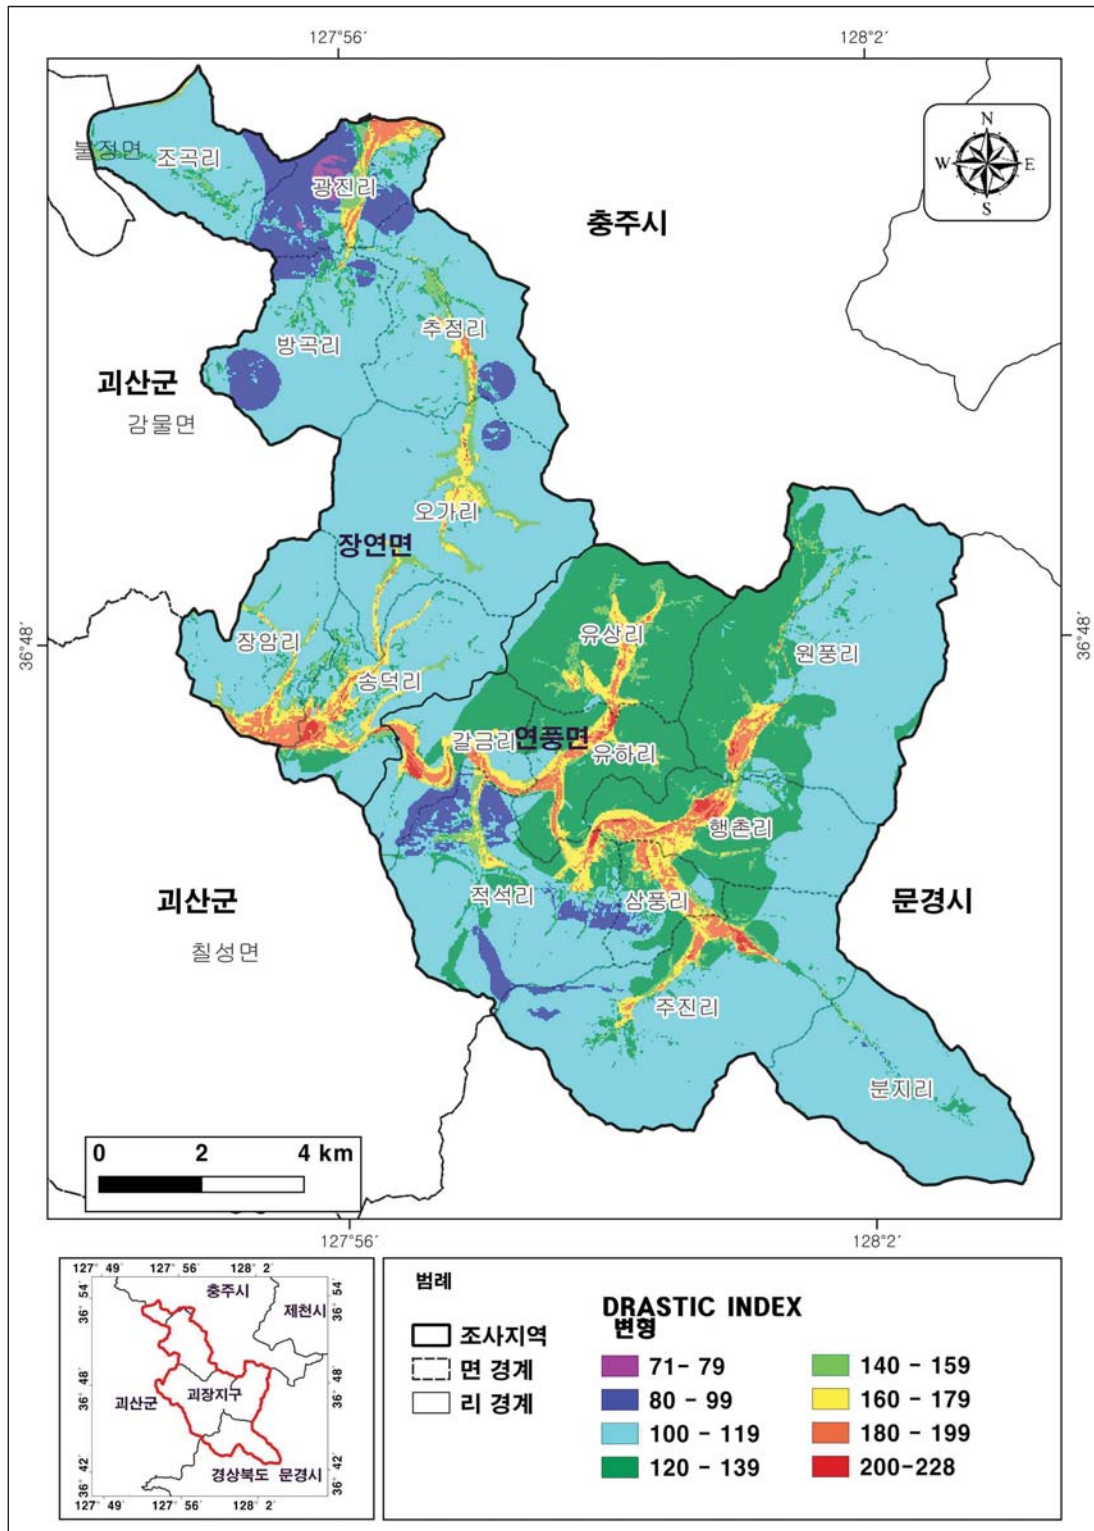 127°56′ 128°2′
N
W E
S
불정면
조곡리
광진리
충주시
추점리
방곡리
괴산군
감물면
오가리
장연면
36°48′
36°48′
유상리
장암리
원풍리
송덕리
갈금리
연풍면
유하리
행촌리
적석리
삼풍리
괴산군
문경시
칠성면
주진리
분지리
0 2 4 km
127°56′ 128°2′
127° 49′ 127° 56′ 128° 2′
36° 54′
36° 54′
충주시
제천시
36° 48′
36° 48′
괴장지구
괴산군
36° 42′
36° 42′
경상북도 문경시
127° 49′ 127° 56′ 128° 2′
범례
조사지역
면 경계
리 경계
DRASTIC INDEX
변형
71- 79
80 - 99
100 - 119
120 - 139
140 - 159
160 - 179
180 - 199
200-228